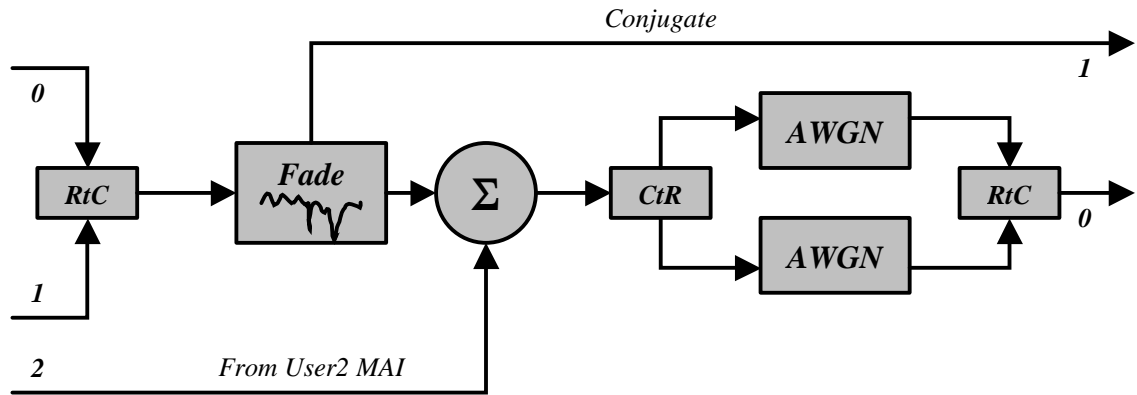 Conjugate
1
0
AWGN
Fade
RtC
Σ
CtR
RtC
0
AWGN
1
2
From User2 MAI